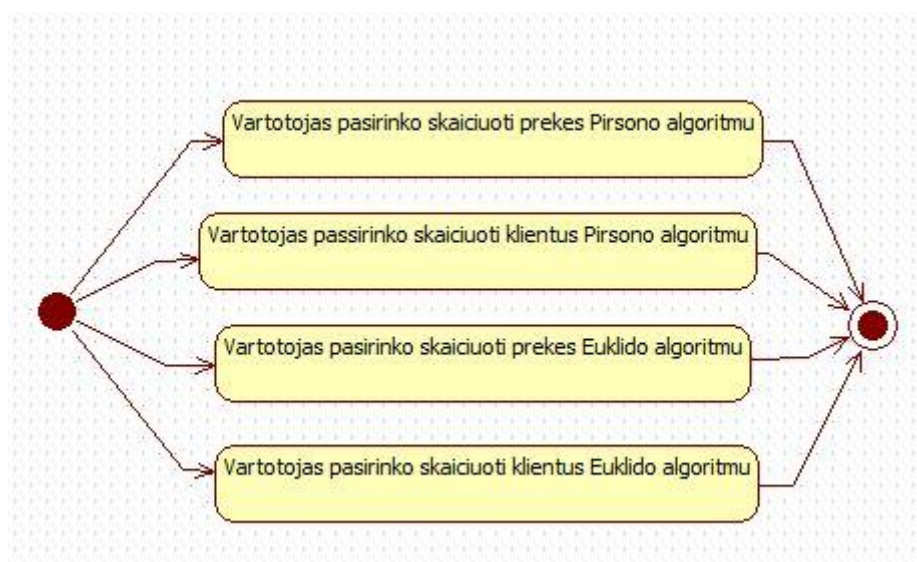 Vartotojas pasirinko skaiciuoti prekes Pirsono algoritmu
Vartotojas passirinko skaiciuoti klientus Pirsono algoritmu
Vartotojas pasirinko skaiciuoti prekes Euklido algoritmu
Vartotojas pasirinko skaiciuoti klientus Euklido algoritmu